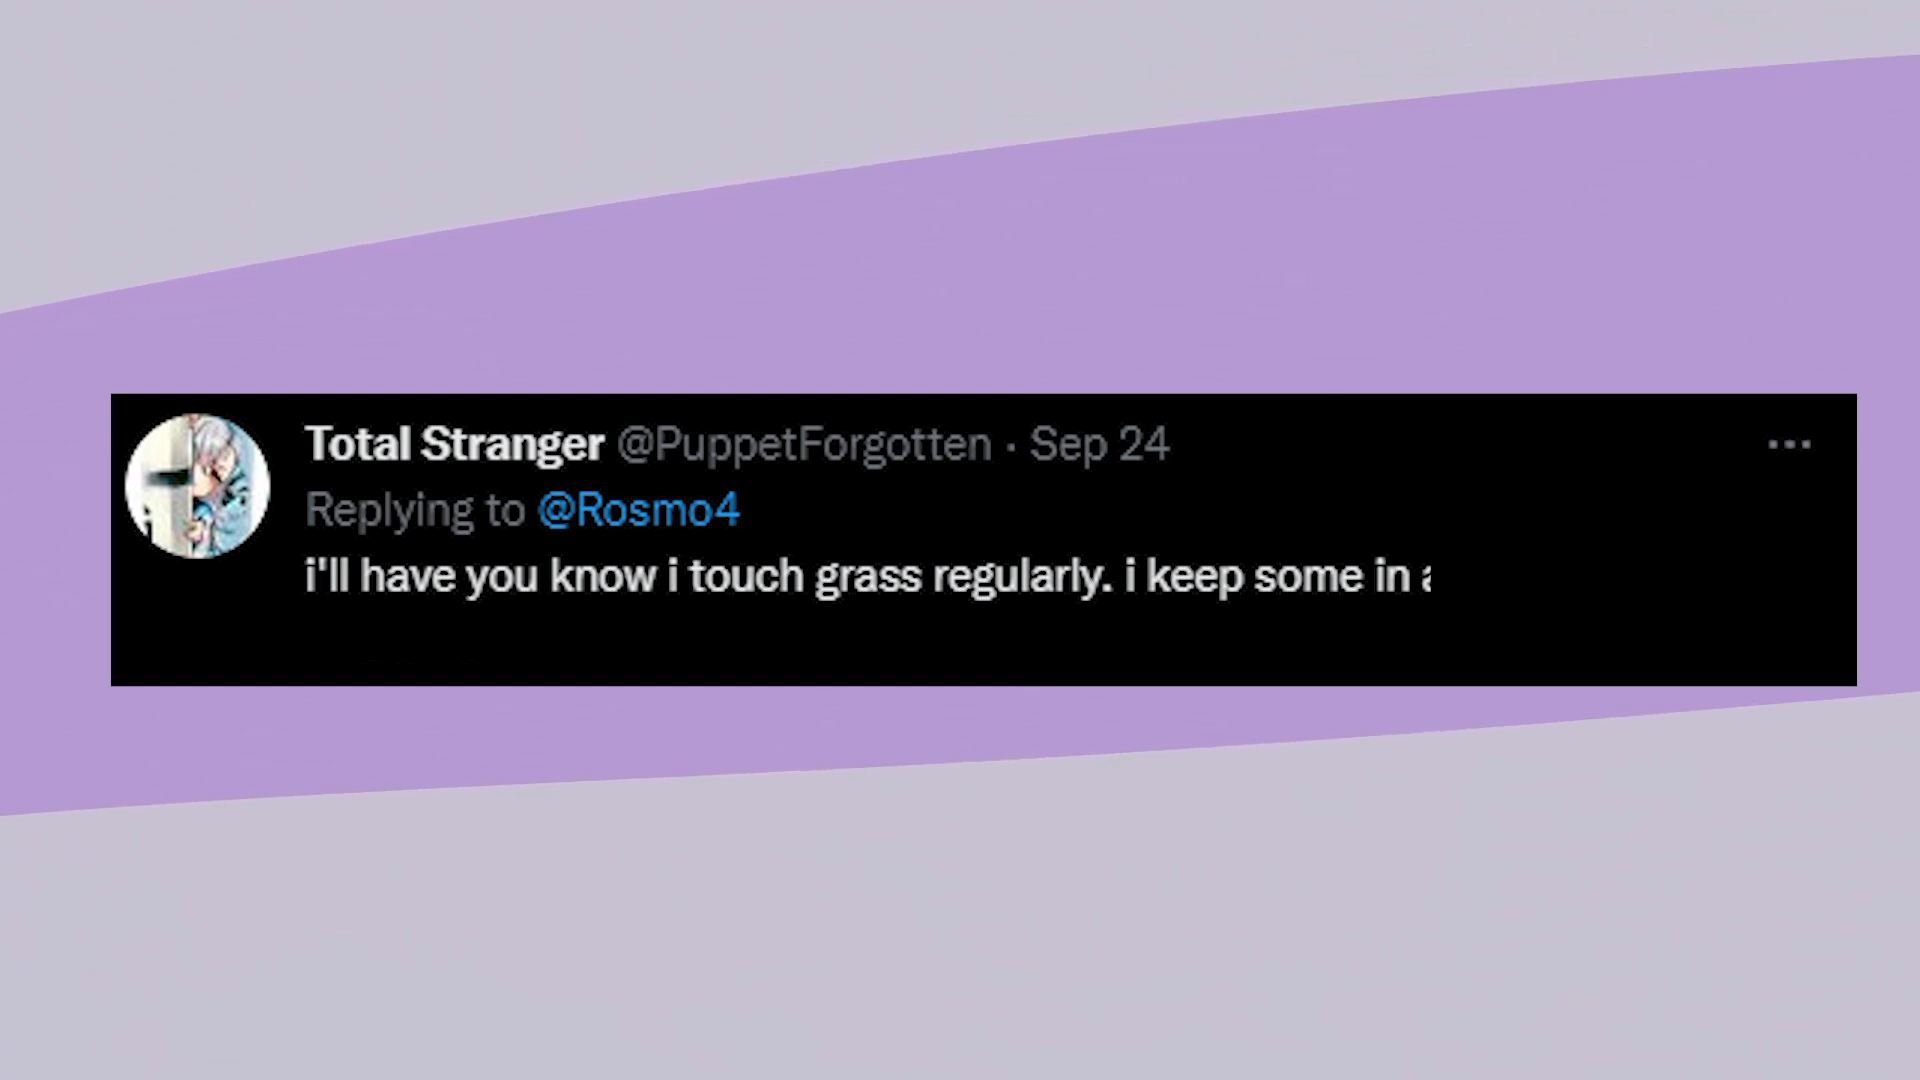 Total Stranger @PuppetForgotten · Sep 24
Replying to @Rosmo4
i'll have you know i touch grass regularly. i keep some in